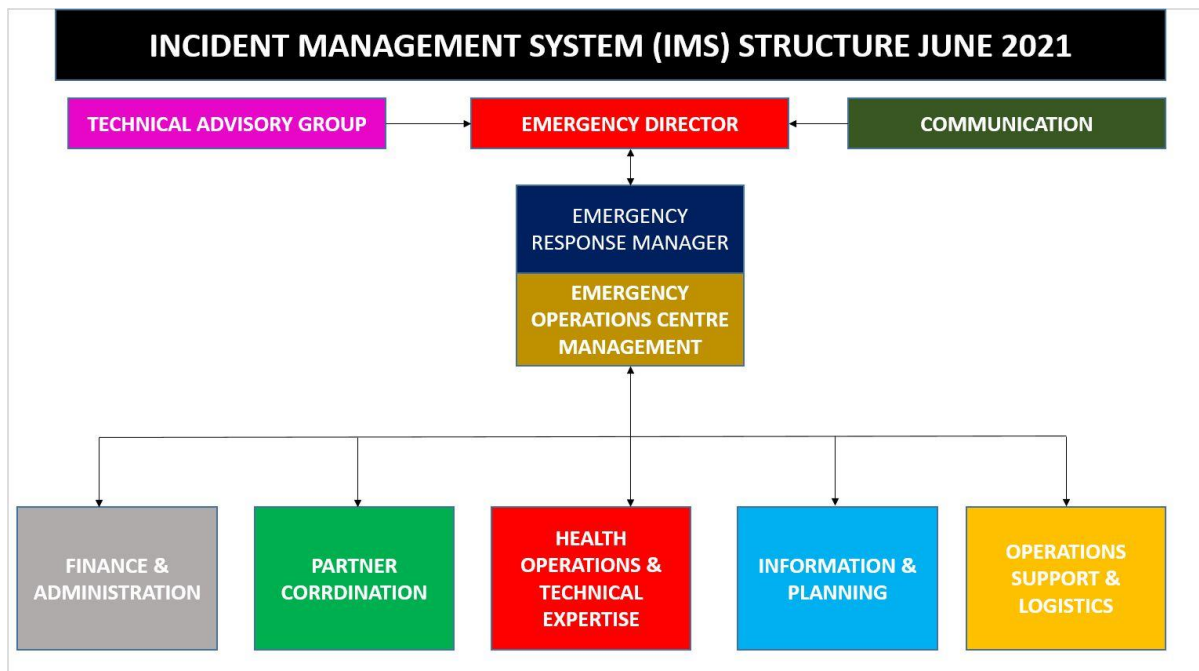 INCIDENT MANAGEMENT SYSTEM (IMS) STRUCTURE JUNE 2021
TECHNICAL ADVISORY GROUP
EMERGENCY DIRECTOR
COMMUNICATION
EMERGENCY
RESPONSE MANAGER
EMERGENCY
OPERATIONS CENTRE
MANAGEMENT
FINANCE &
ADMINISTRATION
PARTNER
CORRDINATION
HEALTH
OPERATIONS &
TECHNICAL
EXPERTISE
INFORMATION &
PLANNING
OPERATIONS
SUPPORT &
LOGISTICS